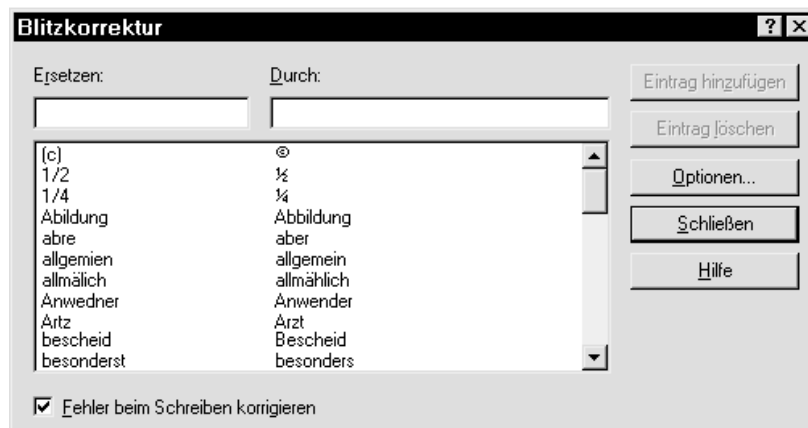 Blitzkorrektur
Ersetzen: Durch:
Eintrag hinzufügen
Eintrag löschen
(c) ©
1/2 ½
1/4 ¼
Abildung Abbildung
abre aber
allgemien allgemein
allmälich allmählich
Anwedner Anwender
Artz Arzt
bescheid Bescheid
besonderst besonders
Optionen...
Schließen
Hilfe
Fehler beim Schreiben korrigieren